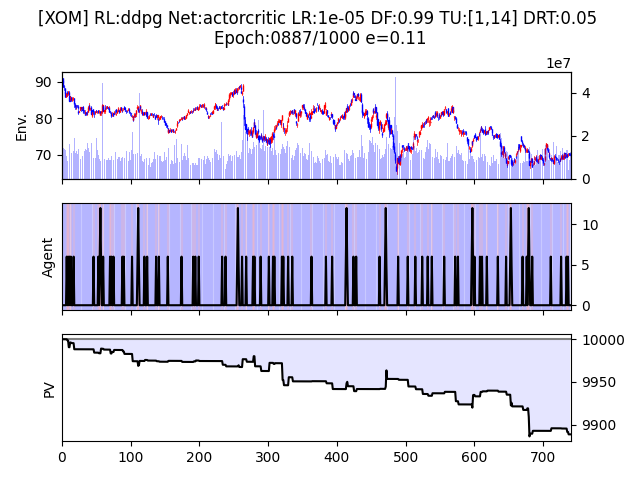 [XOM] RL:ddpg Net:actorcritic LR:1e-05 DF:0.99 TU:[1,14] DRT:0.05
Epoch:0887/1000 e=0.11
1e7
90
80
70
Env.
4
2
0
Agent
10
5
0
PV
10000
9950
9900
0 100 200 300 400 500 600 700